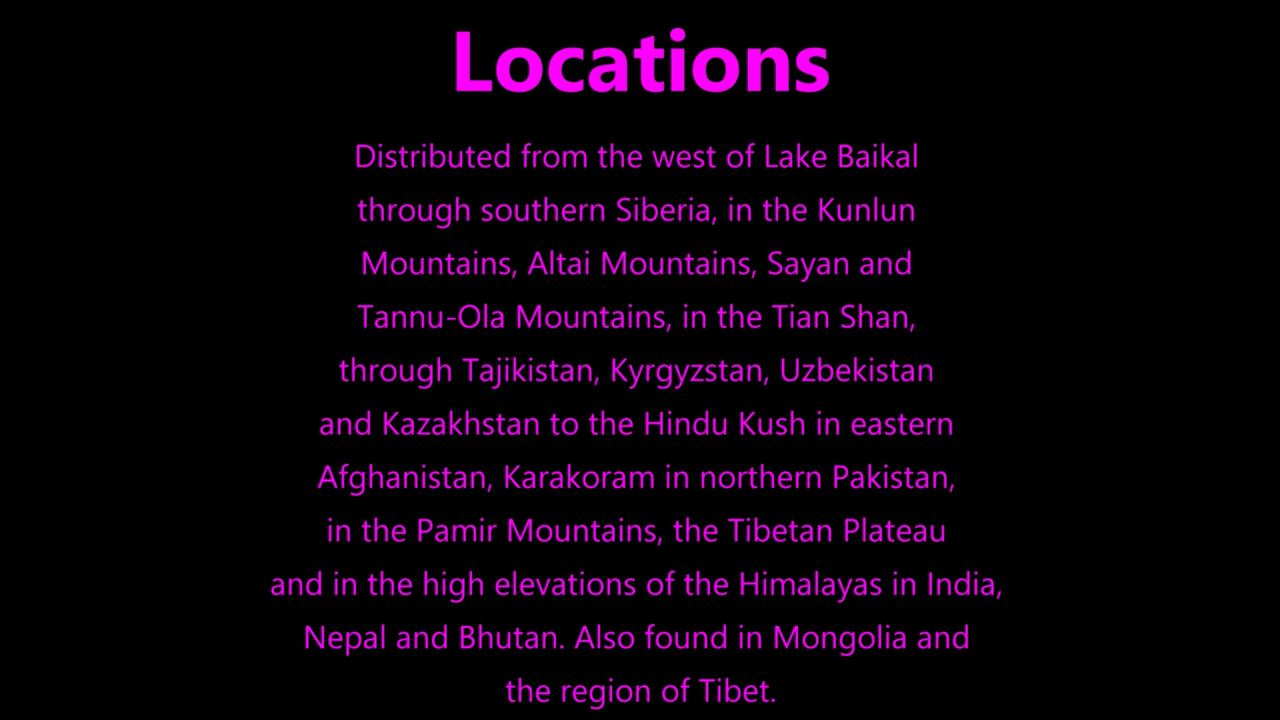 Locations
Distributed from the west of Lake Baikal
through southern Siberia, in the Kunlun
Mountains, Altai Mountains, Sayan and
Tannu-Ola Mountains, in the Tian Shan,
through Tajikistan, Kyrgyzstan, Uzbekistan
and Kazakhstan to the Hindu Kush in eastern
Afghanistan, Karakoram in northern Pakistan,
in the Pamir Mountains, the Tibetan Plateau
and in the high elevations of the Himalayas in India,
Nepal and Bhutan. Also found in Mongolia and
the region of Tibet.